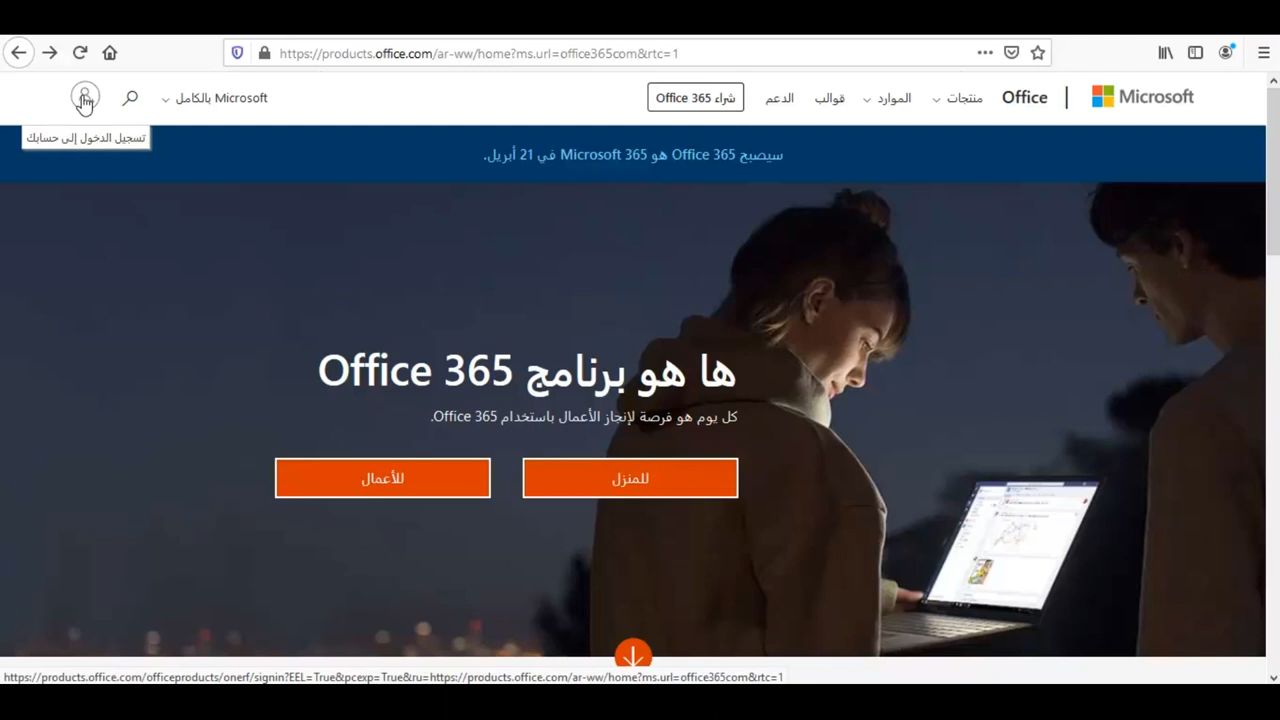 https://products.office.com/ar-ww/home?ms.url=office365com&rtc=1
Microsoft
Office
منتجات
الموارد
قوالب
الدعم
شراء Office 365
Microsoft بالكامل
تسجيل الدخول إلى حسابك
سيصبح Office 365 هو Microsoft 365 في 21 أبريل.
ها هو برنامج Office 365
كل يوم هو فرصة لإنجاز الأعمال باستخدام Office 365.
للمنزل
للأعمال
https://products.office.com/officeproducts/onerf/signin?EEL=True&pcexp=True&ru=https://products.office.com/ar-ww/home?ms.url=office365com&rtc=1